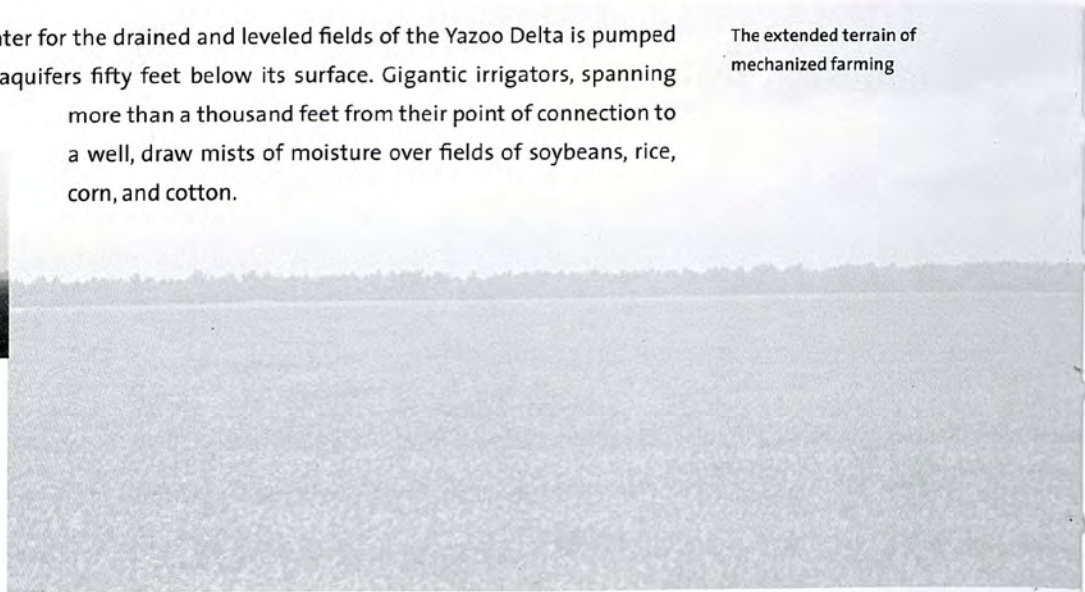 ter for the drained and leveled fields of the Yazoo Delta is pumped
aquifers fifty feet below its surface. Gigantic irrigators, spanning
more than a thousand feet from their point of connection to
a well, draw mists of moisture over fields of soybeans, rice,
corn, and cotton.
The extended terrain of
mechanized farming